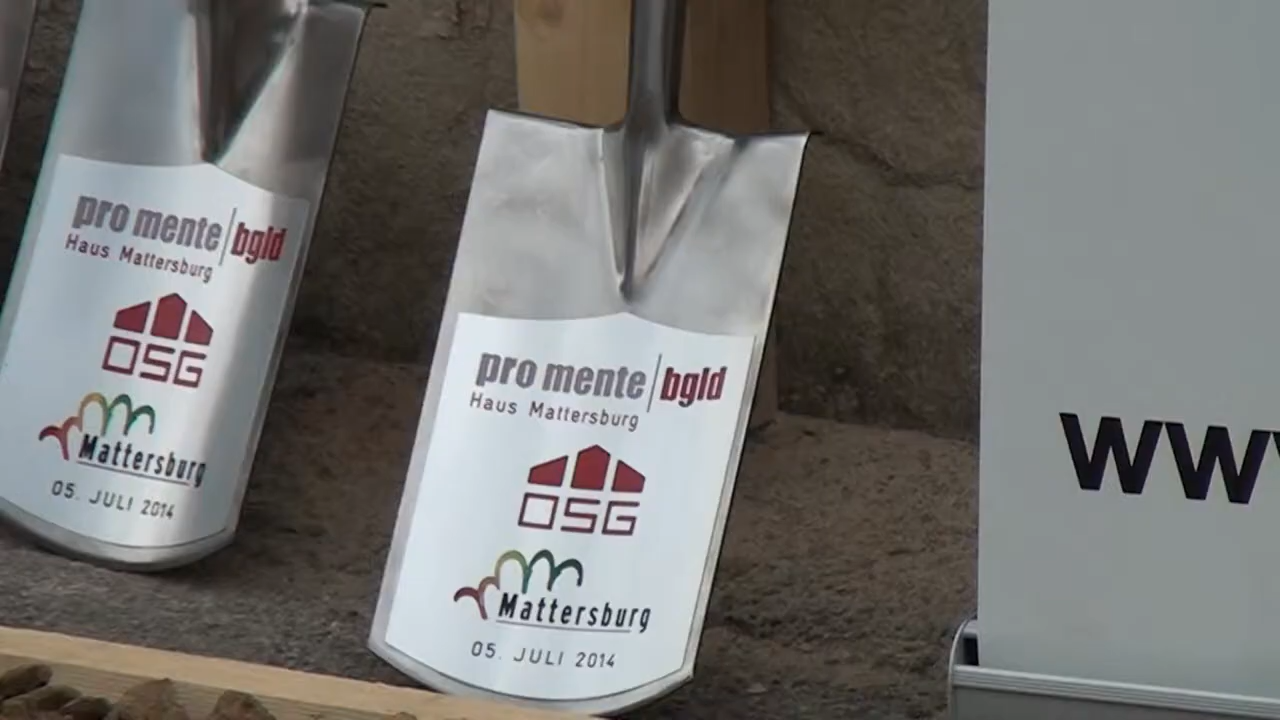 pro mente | bgld
Haus Mattersburg
OSG
Mattersburg
05. JULI 2014
pro mente | bgld
Haus Mattersburg
OSG
Mattersburg
05. JULI 2014
ww